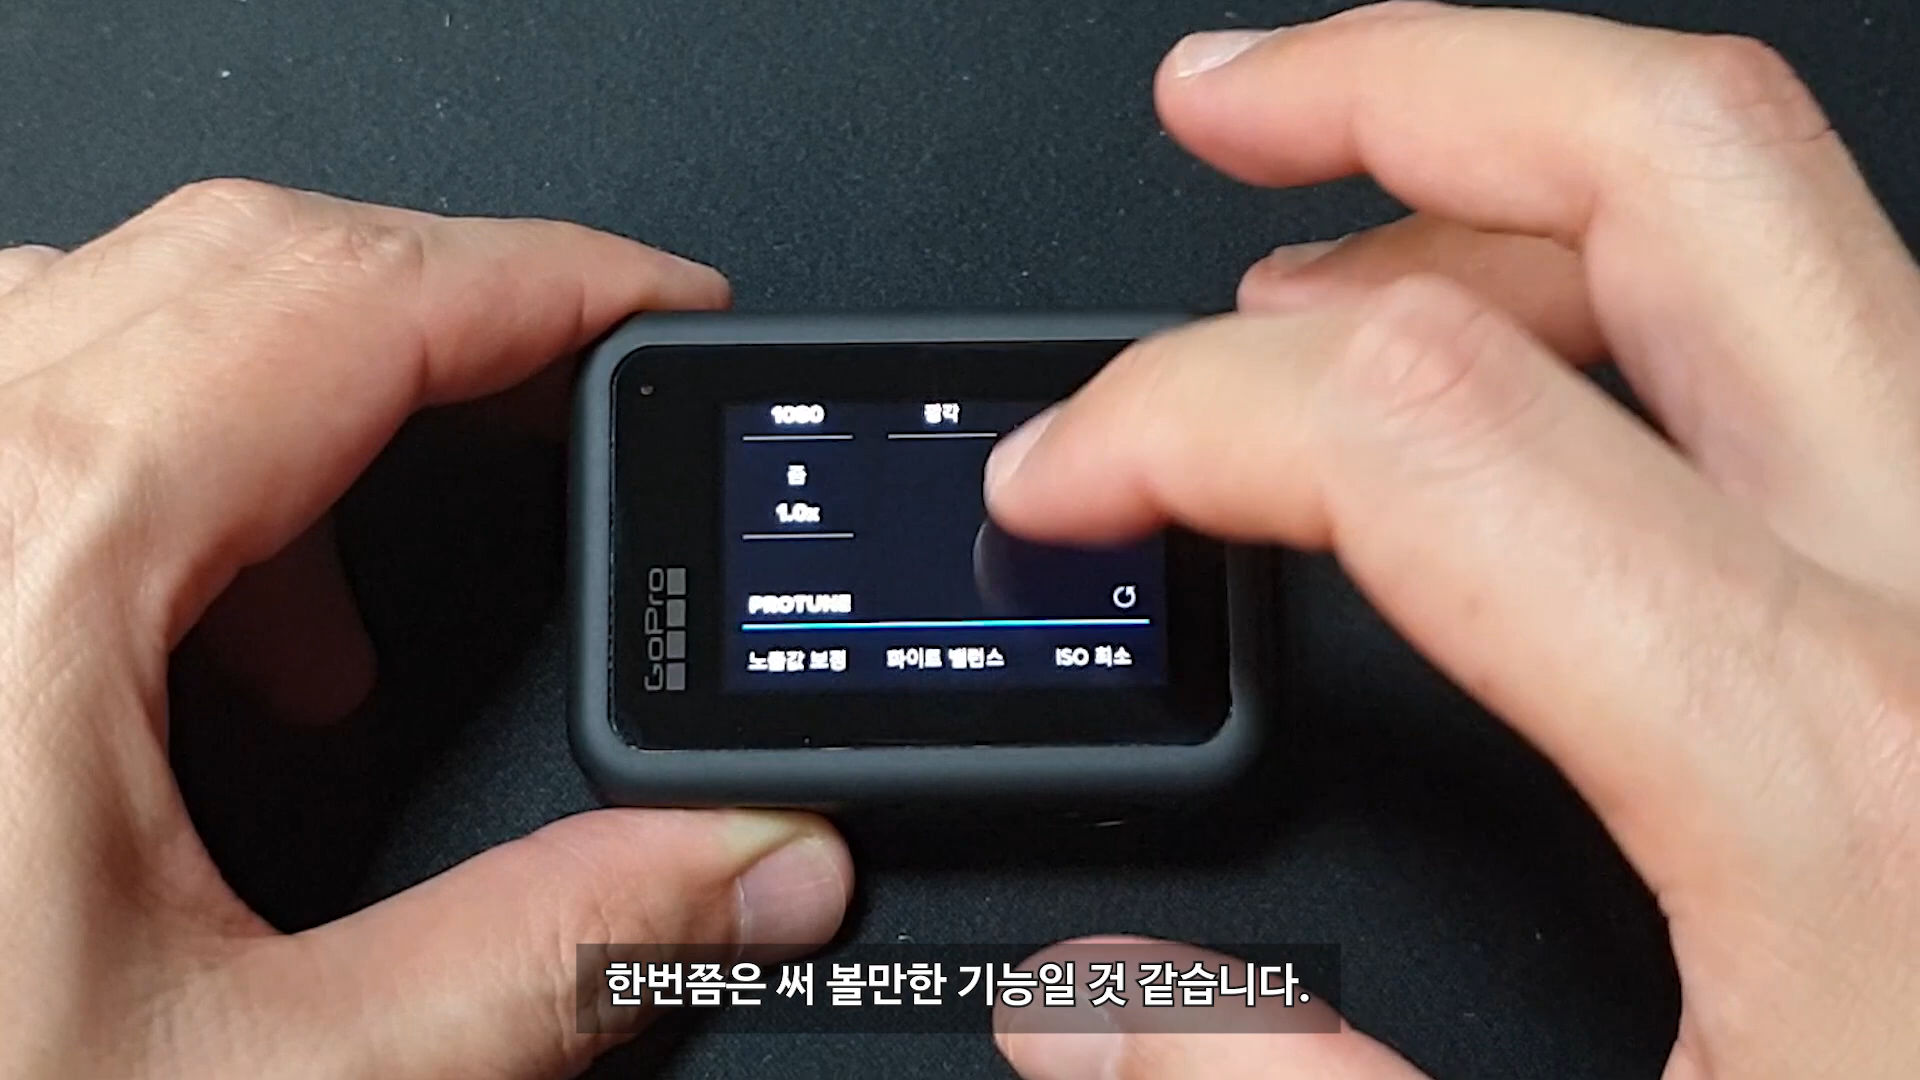 1080 광각
줌
1.0x
PROTUNE
노출값 보정 화이트 밸런스 ISO 최소
GoPro
한번쯤은 써 볼만한 기능일 것 같습니다.